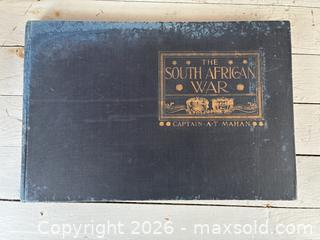 THE
SOUTH AFRICAN
WAR
CAPTAIN·A·T·MAHAN
Copyright 2026 - maxsold.com